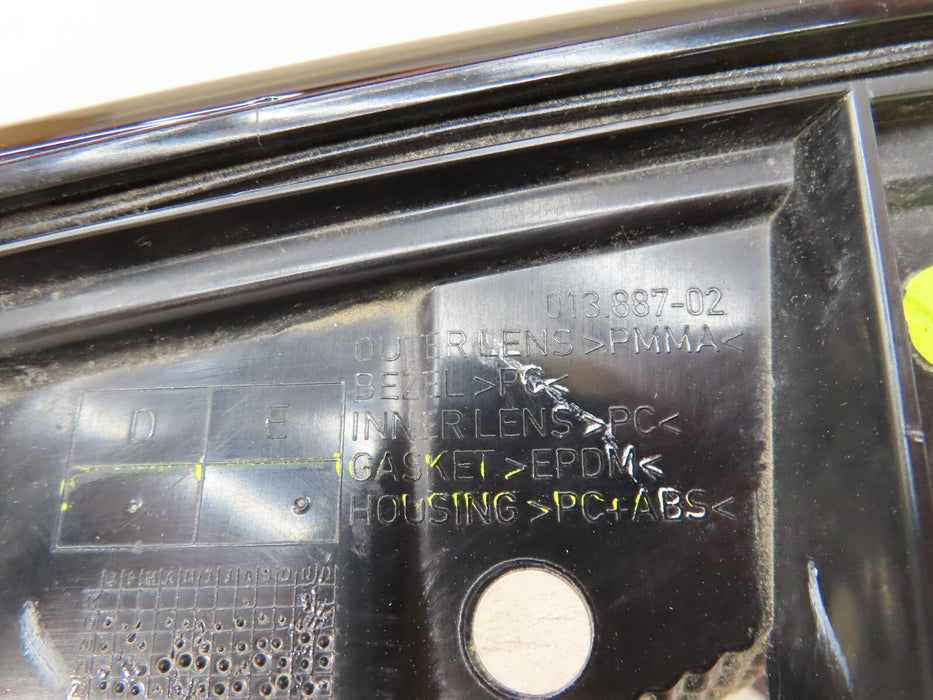 013.887-02
OUTER LENS >PMMA<
BEZEL >PC<
INNER LENS >PC<
GASKET >EPDM<
HOUSING >PC+ABS<
D E
J F M A M J J A S O N D